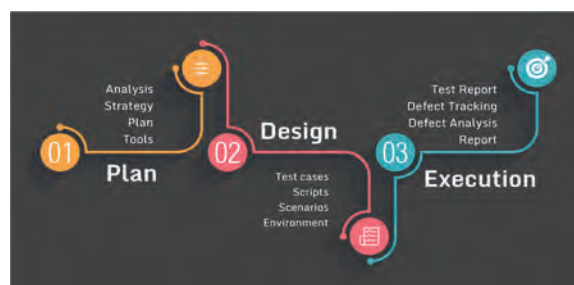 01
Plan
Analysis
Strategy
Plan
Tools
02
Design
Test cases
Scripts
Scenarios
Environment
03
Execution
Test Report
Defect Tracking
Defect Analysis
Report